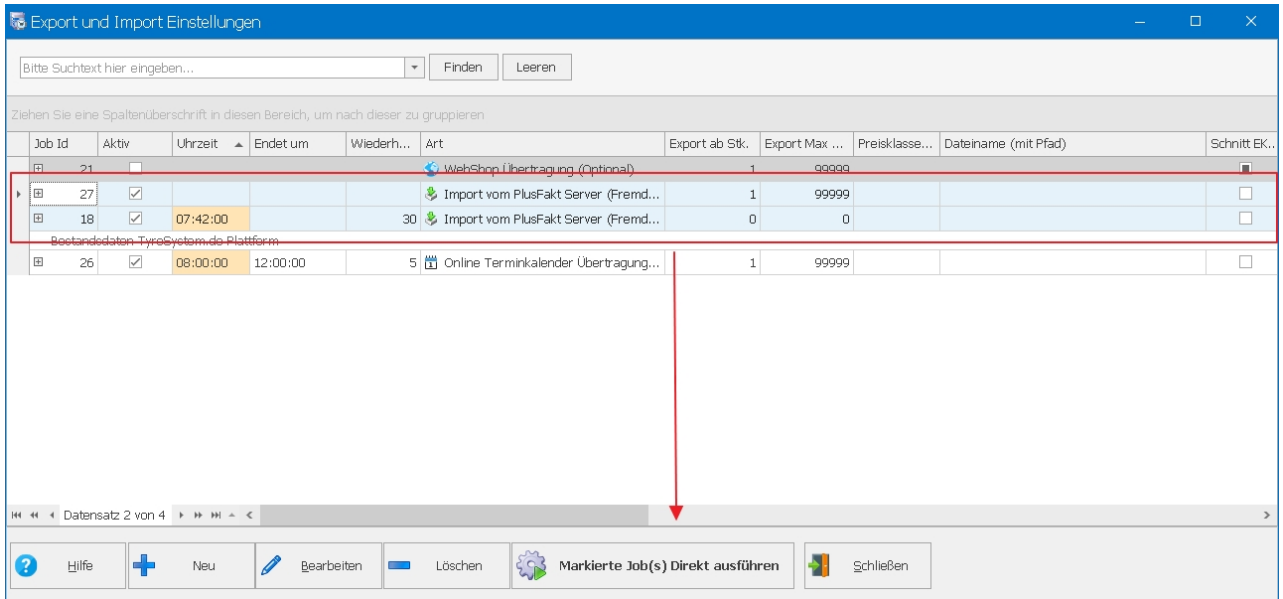 Export und Import Einstellungen
Bitte Suchtext hier eingeben... Finden Leeren
Ziehen Sie eine Spaltenüberschrift in diesen Bereich, um nach dieser zu gruppieren
Job Id Aktiv Uhrzeit Endet um Wiederh... Art Export ab Stk. Export Max ... Preisklasse... Dateiname (mit Pfad) Schnitt EK...
21 WebShop Übertragung (Optional) 1 99999
27 Import vom PlusFakt Server (Fremd... 1 99999
18 07:42:00 30 Import vom PlusFakt Server (Fremd... 0 0
Bestandsdaten TyroSystem.de Plattform
26 08:00:00 12:00:00 5 Online Terminkalender Übertragung... 1 99999
Datensatz 2 von 4
Hilfe Neu Bearbeiten Löschen Markierte Job(s) Direkt ausführen Schließen